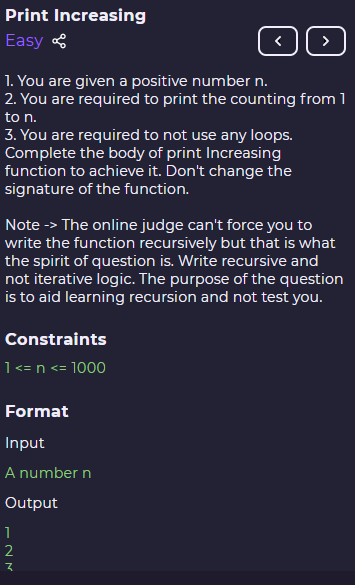 Print Increasing
Easy
1. You are given a positive number n.
2. You are required to print the counting from 1
to n.
3. You are required to not use any loops.
Complete the body of print Increasing
function to achieve it. Don't change the
signature of the function.
Note -> The online judge can't force you to
write the function recursively but that is what
the spirit of question is. Write recursive and
not iterative logic. The purpose of the question
is to aid learning recursion and not test you.
Constraints
1 <= n <= 1000
Format
Input
A number n
Output
1
2
3